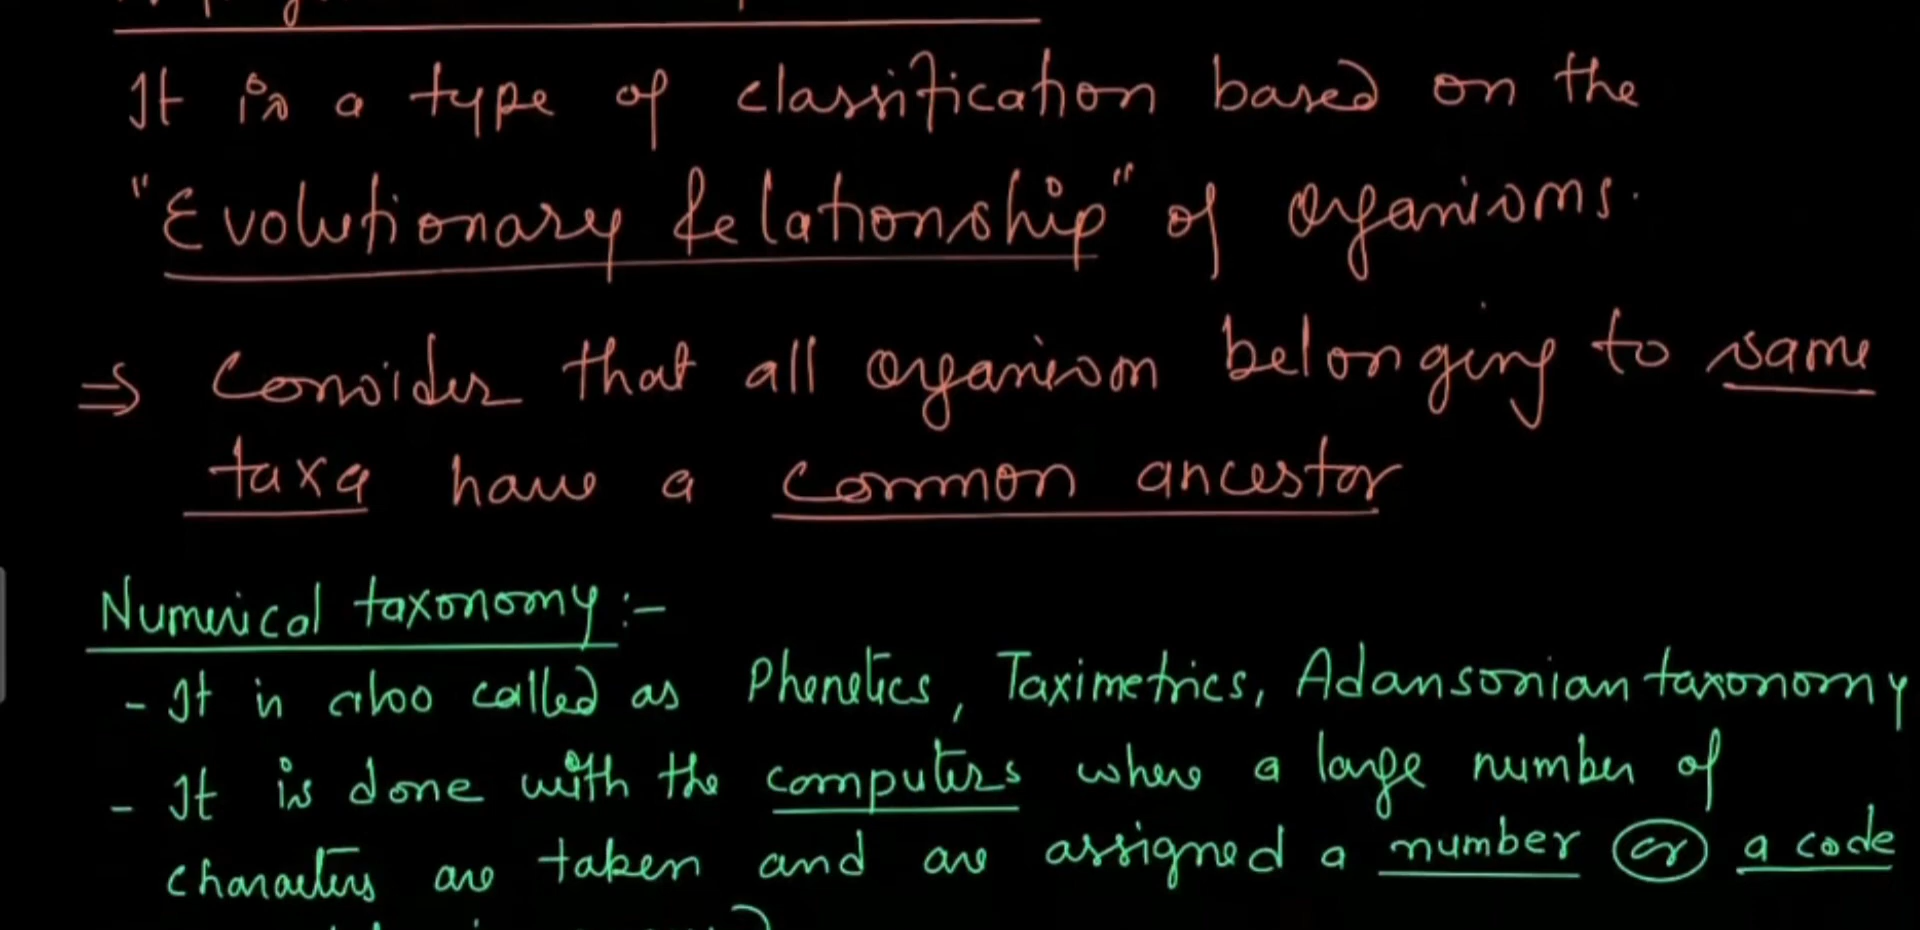 It is a type of classification based on the
"Evolutionary Relationship" of organisms.
⇒ Consider that all organism belonging to same
taxa have a common ancestor
Numerical taxonomy :-
- It is also called as Phenetics, Taximetrics, Adansonian taxonomy
- It is done with the computers where a large number of
characters are taken and are assigned a number or a code